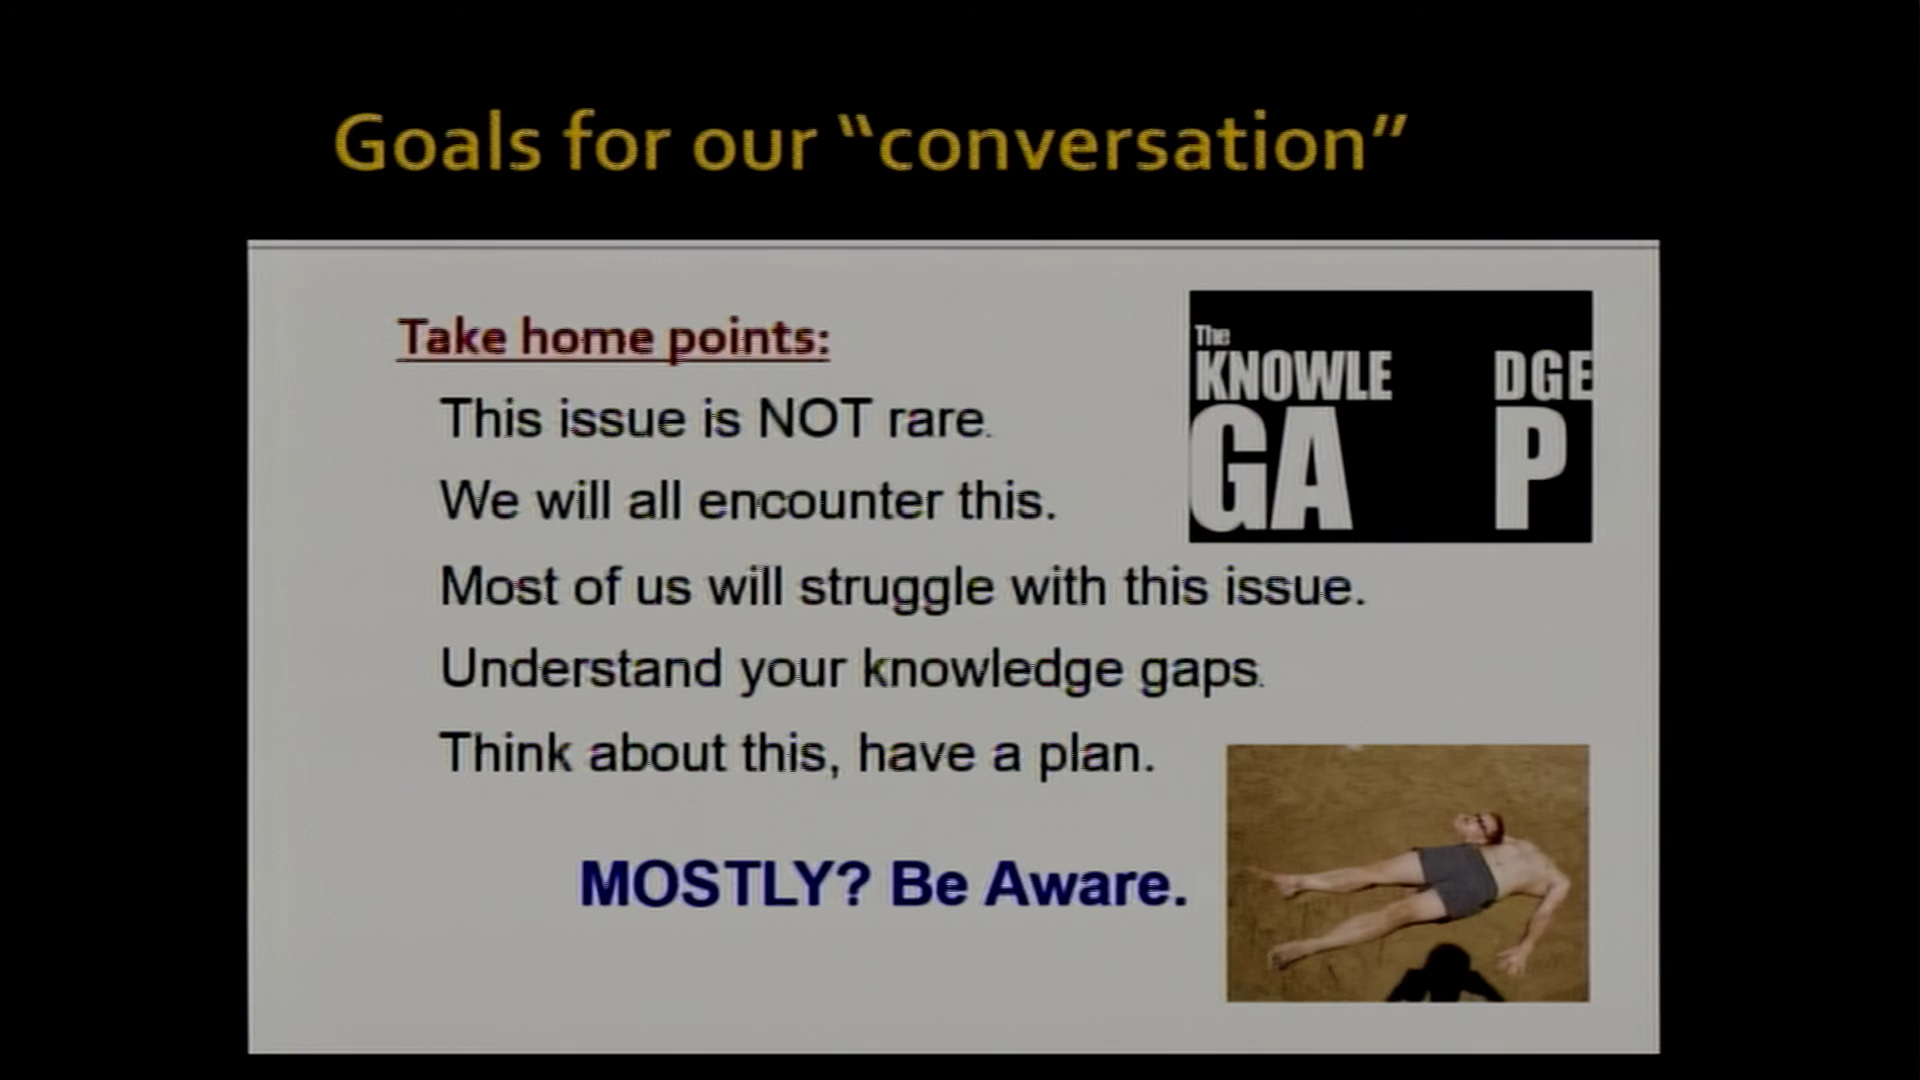 Goals for our “conversation”
Take home points:
This issue is NOT rare.
We will all encounter this.
Most of us will struggle with this issue.
Understand your knowledge gaps.
Think about this, have a plan.
MOSTLY? Be Aware.
The
KNOWLE DGE
GA P